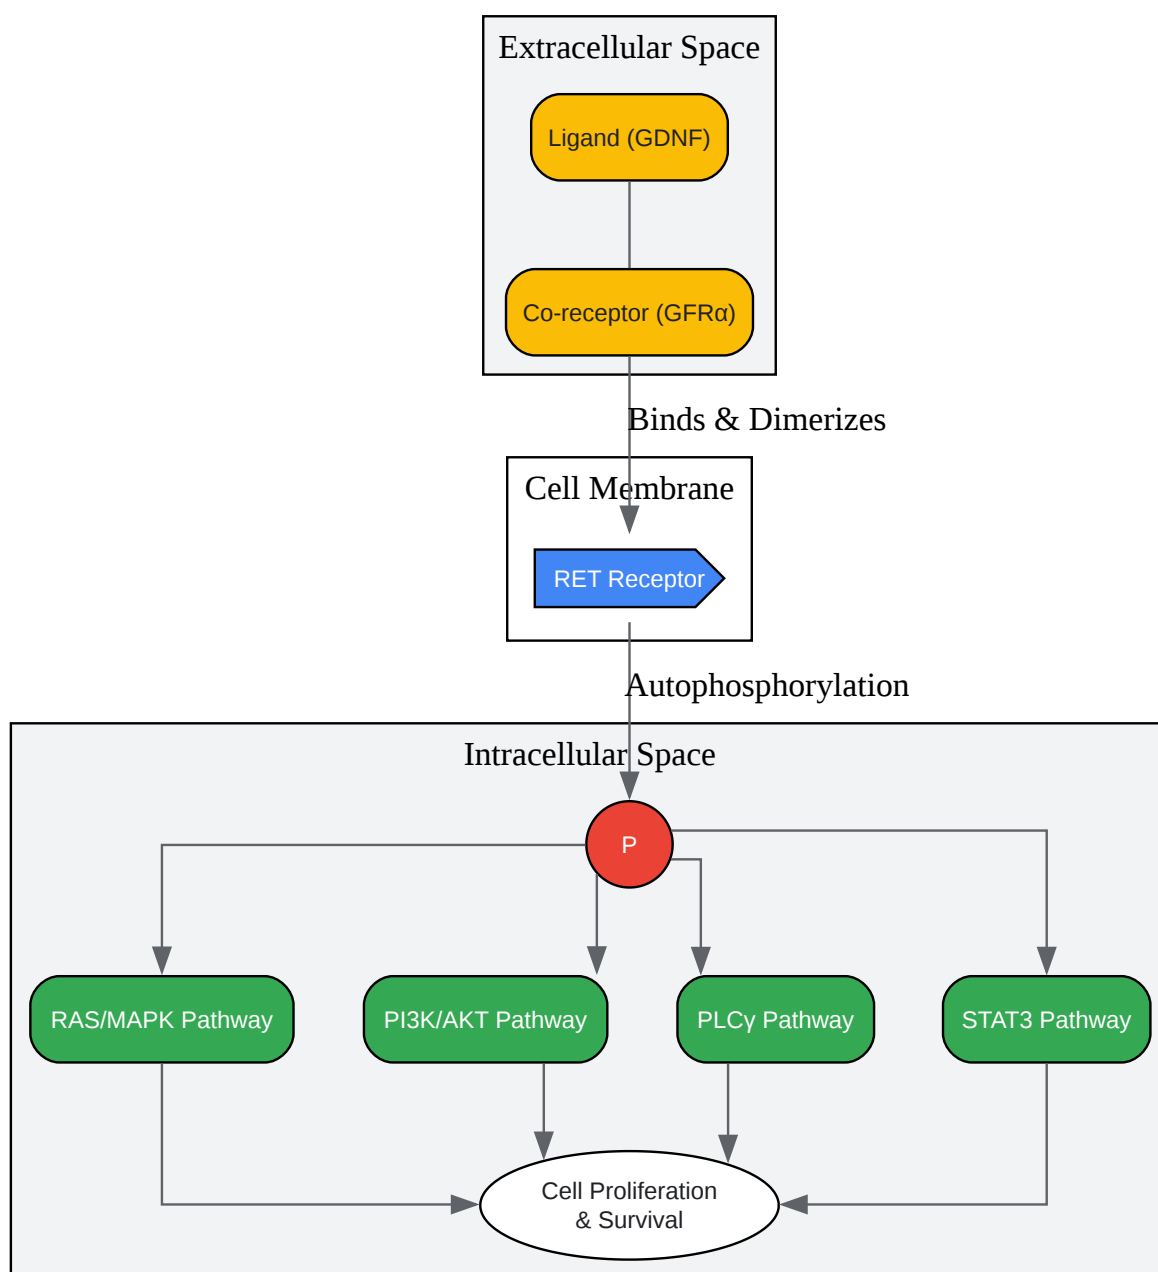 Extracellular Space
Ligand (GDNF)
Co-receptor (GFRα)
Binds & Dimerizes
Cell Membrane
RET Receptor
Autophosphorylation
Intracellular Space
P
RAS/MAPK Pathway
PI3K/AKT Pathway
PLCγ Pathway
STAT3 Pathway
Cell Proliferation
& Survival